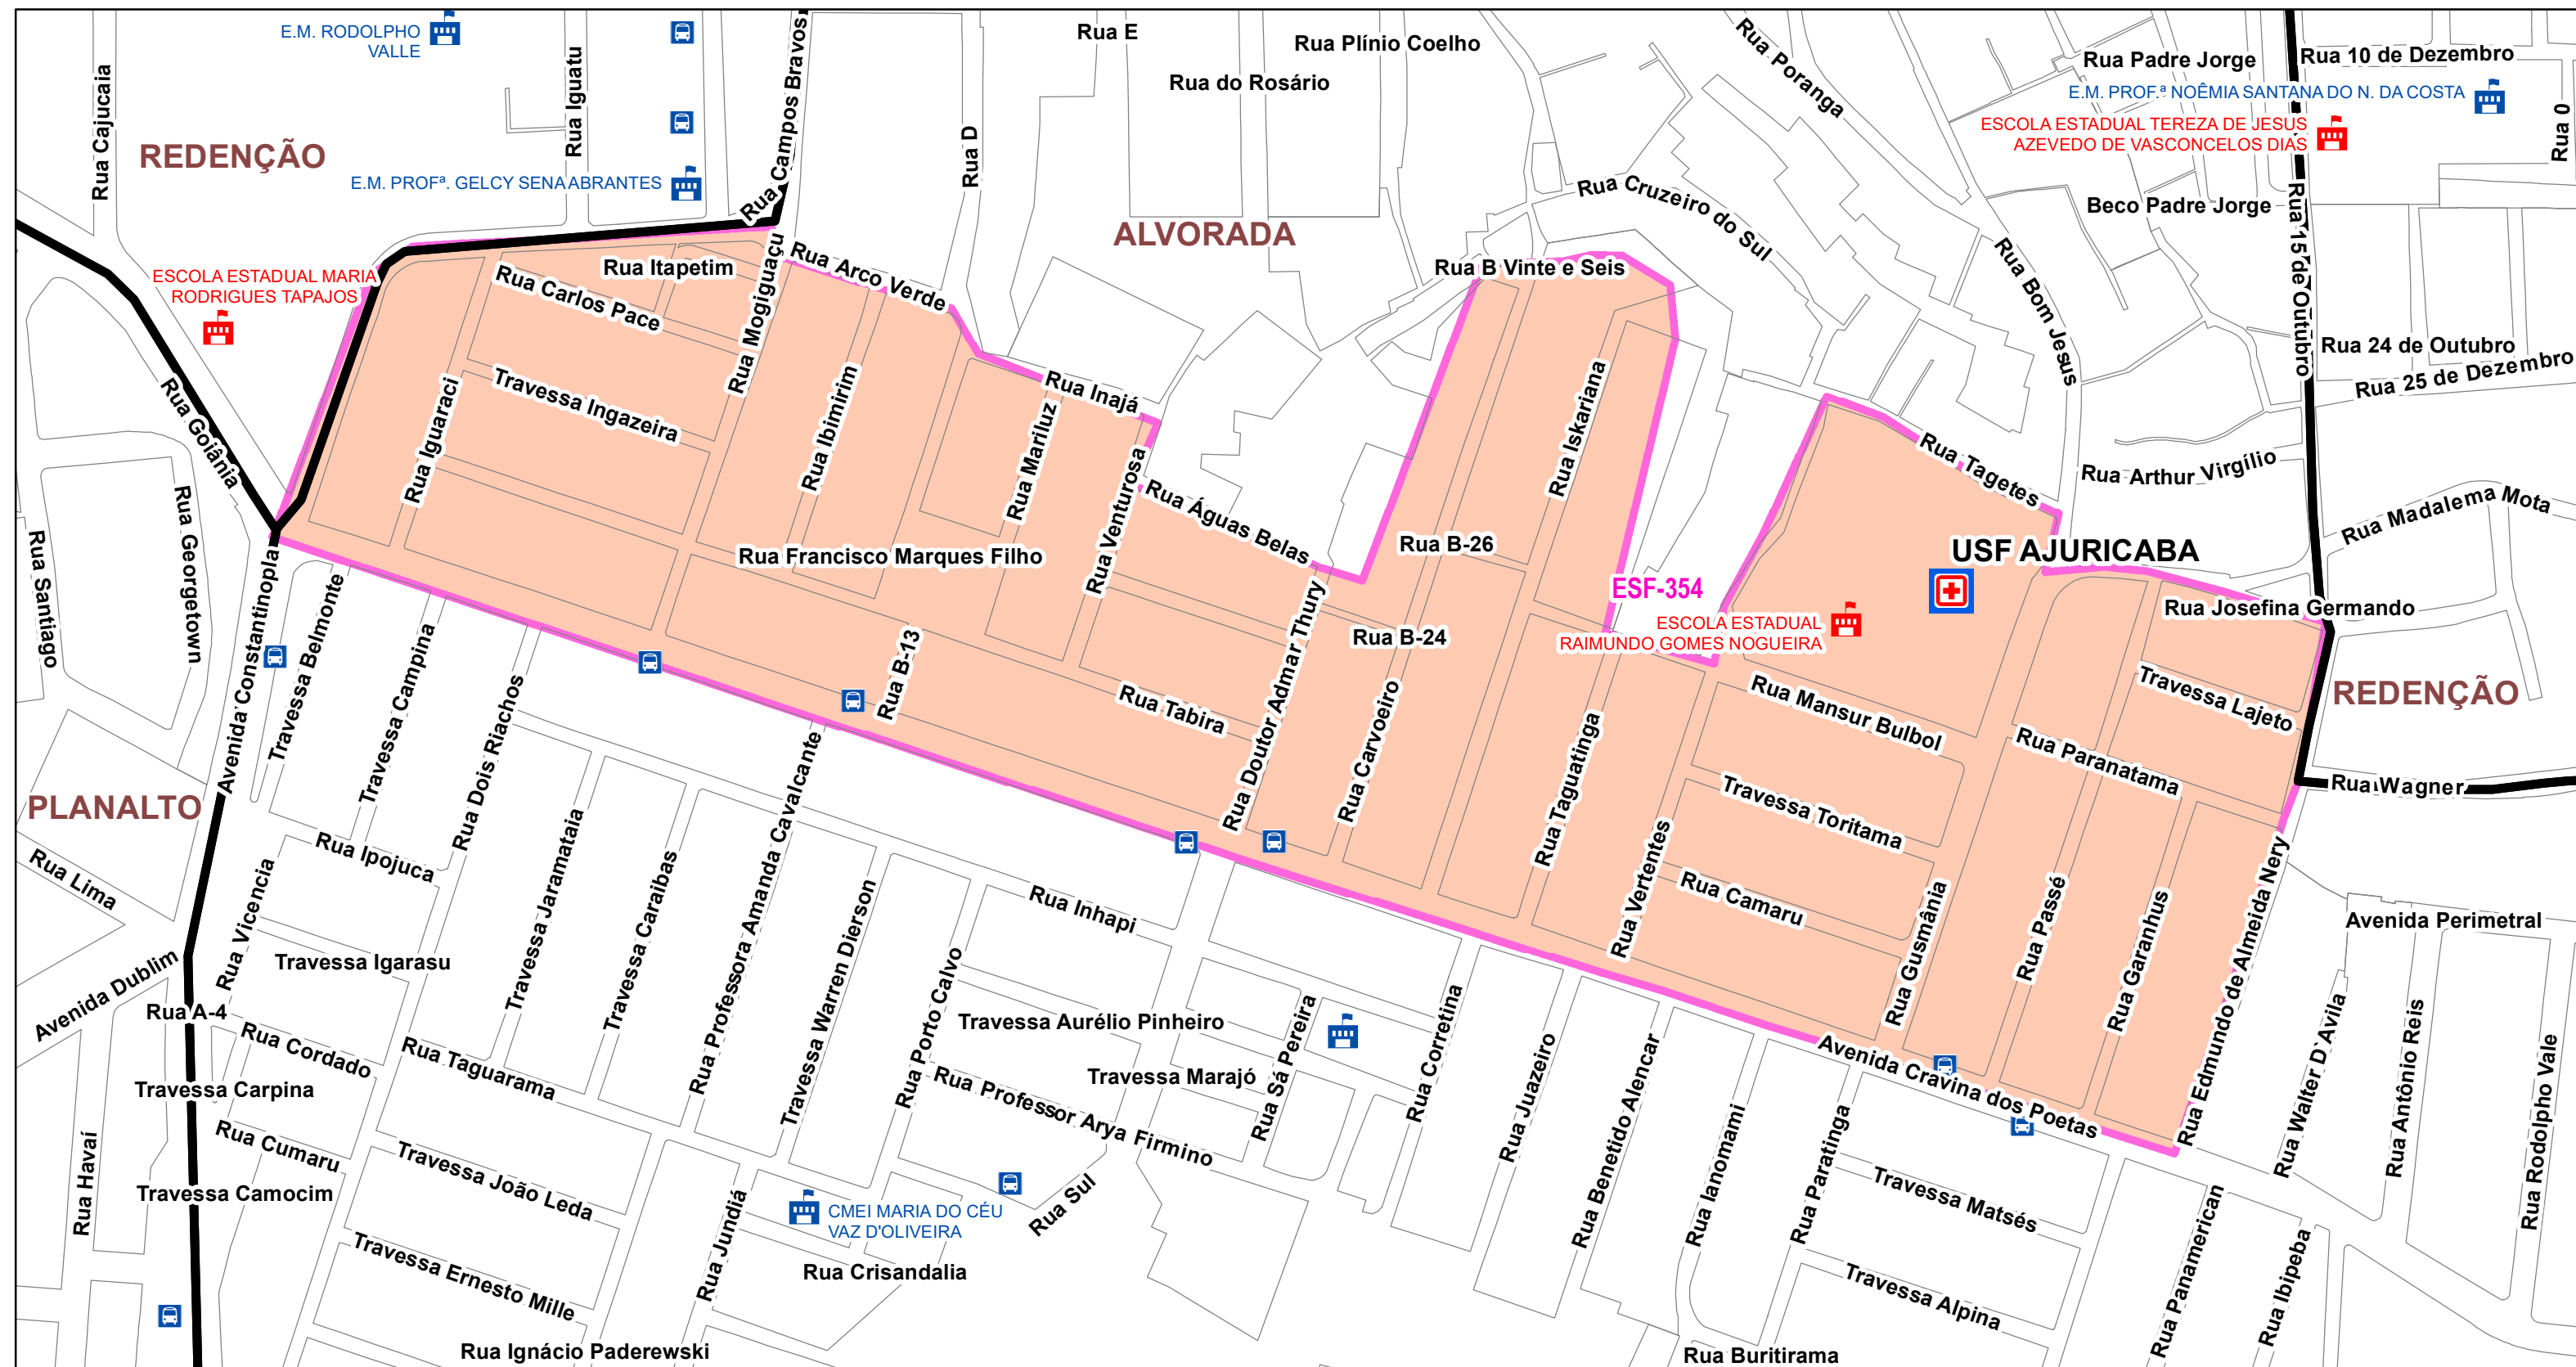 E.M. RODOLPHO
VALLE
Rua Cajucaia
Rua Iguatu
Rua Campos Bravos
Rua D
Rua E
Rua Plínio Coelho
Rua do Rosário
Rua Poranga
Rua Padre Jorge
Rua 10 de Dezembro
E.M. PROF.ª NOÊMIA SANTANA DO N. DA COSTA
ESCOLA ESTADUAL TEREZA DE JESUS
AZEVEDO DE VASCONCELOS DIAS
Rua 0
REDENÇÃO
E.M. PROFª. GELCY SENA ABRANTES
Rua Cruzeiro do Sul
Beco Padre Jorge
Rua 15 de Outubro
ALVORADA
Rua Bom Jesus
ESCOLA ESTADUAL MARIA
RODRIGUES TAPAJOS
Rua Itapetim
Rua Carlos Pace
Rua Mogiguaçu
Rua Arco Verde
Rua B Vinte e Seis
Rua 24 de Outubro
Rua 25 de Dezembro
Rua Goiânia
Rua Iguaraci
Travessa Ingazeira
Rua Ibimirim
Rua Inajá
Rua Mariluz
Rua Venturosa
Rua Águas Belas
Rua Iskariana
Rua Tagetes
Rua Arthur Virgílio
Rua Madalema Mota
Rua Santiago
Rua Georgetown
Rua Francisco Marques Filho
Rua B-26
USF AJURICABA
ESF-354
ESCOLA ESTADUAL
RAIMUNDO GOMES NOGUEIRA
Rua Josefina Germando
Avenida Constantinopla
Travessa Belmonte
Travessa Campina
Rua Dois Riachos
Rua B-13
Rua Tabira
Rua Doutor Admar Thury
Rua B-24
Rua Carvoeiro
Rua Taguatinga
Rua Mansur Bulbol
Rua Paranatama
Travessa Lajeto
REDENÇÃO
Rua Wagner
PLANALTO
Rua Lima
Rua Ipojuca
Rua Vicencia
Travessa Jaramataia
Travessa Caraibas
Rua Professora Amanda Cavalcante
Travessa Warren Dierson
Rua Inhapi
Rua Vertentes
Travessa Toritama
Rua Camaru
Rua Gusmânia
Rua Passé
Rua Garanhus
Rua Edmundo de Almeida Nery
Avenida Perimetral
Avenida Dublim
Travessa Igarasu
Rua A-4
Rua Cordado
Rua Taguarama
Rua Porto Calvo
Travessa Aurélio Pinheiro
Travessa Marajó
Rua Sá Pereira
Rua Corretina
Rua Juazeiro
Rua Benetido Alencar
Rua Ianomami
Rua Paratinga
Avenida Cravina dos Poetas
Rua Walter D`Avila
Rua Antônio Reis
Rua Rodolpho Vale
Travessa Carpina
Rua Cumaru
Rua Havaí
Travessa Camocim
Travessa João Leda
Rua Professor Arya Firmino
Rua Sul
CMEI MARIA DO CÉU
VAZ D'OLIVEIRA
Rua Jundiá
Travessa Ernesto Mille
Rua Crisandalia
Travessa Matsés
Travessa Alpina
Rua Panamerican
Rua Ibipeba
Rua Ignácio Paderewski
Rua Buritirama